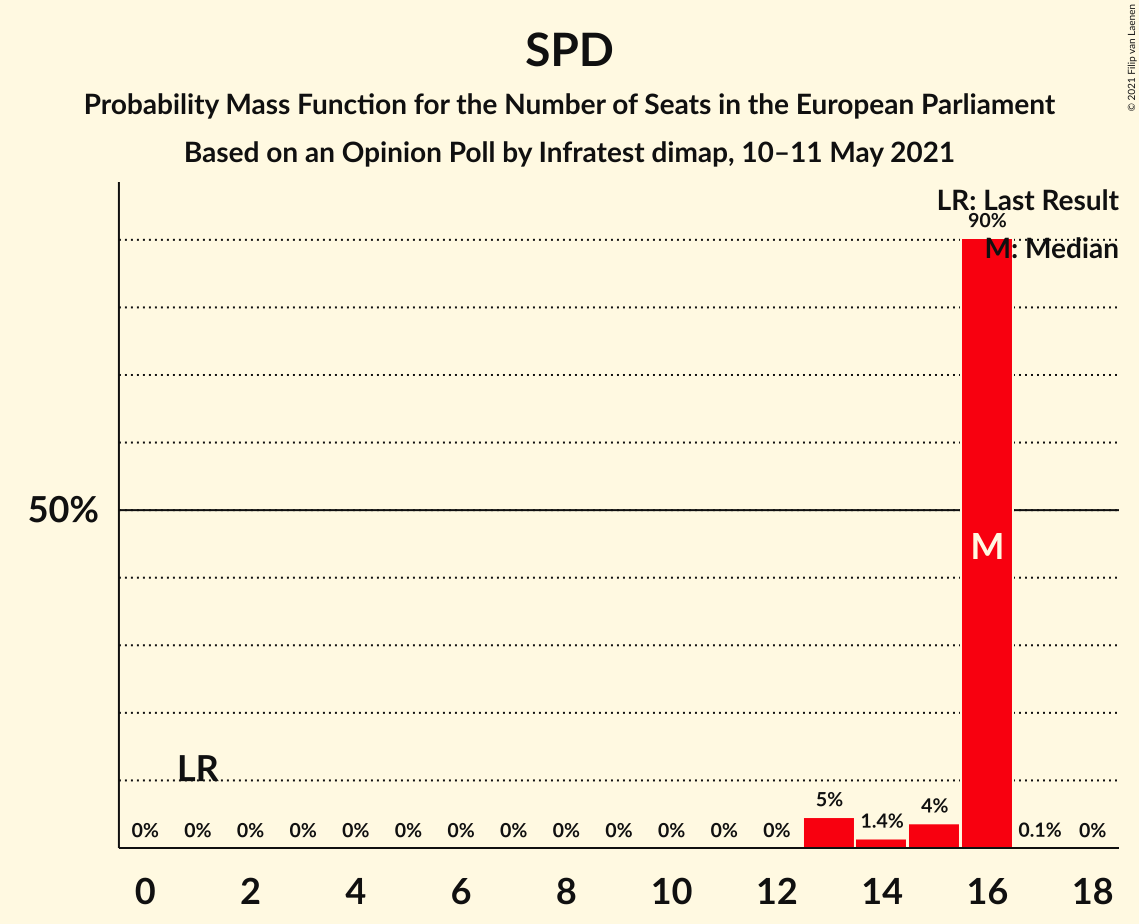 SPD
Probability Mass Function for the Number of Seats in the European Parliament
Based on an Opinion Poll by Infratest dimap, 10–11 May 2021
© 2021 Filip van Laenen
LR: Last Result
M: Median
90%
50%
M
LR
0% 0% 0% 0% 0% 0% 0% 0% 0% 0% 0% 0% 0% 5% 1.4% 4% 0.1% 0%
0 2 4 6 8 10 12 14 16 18